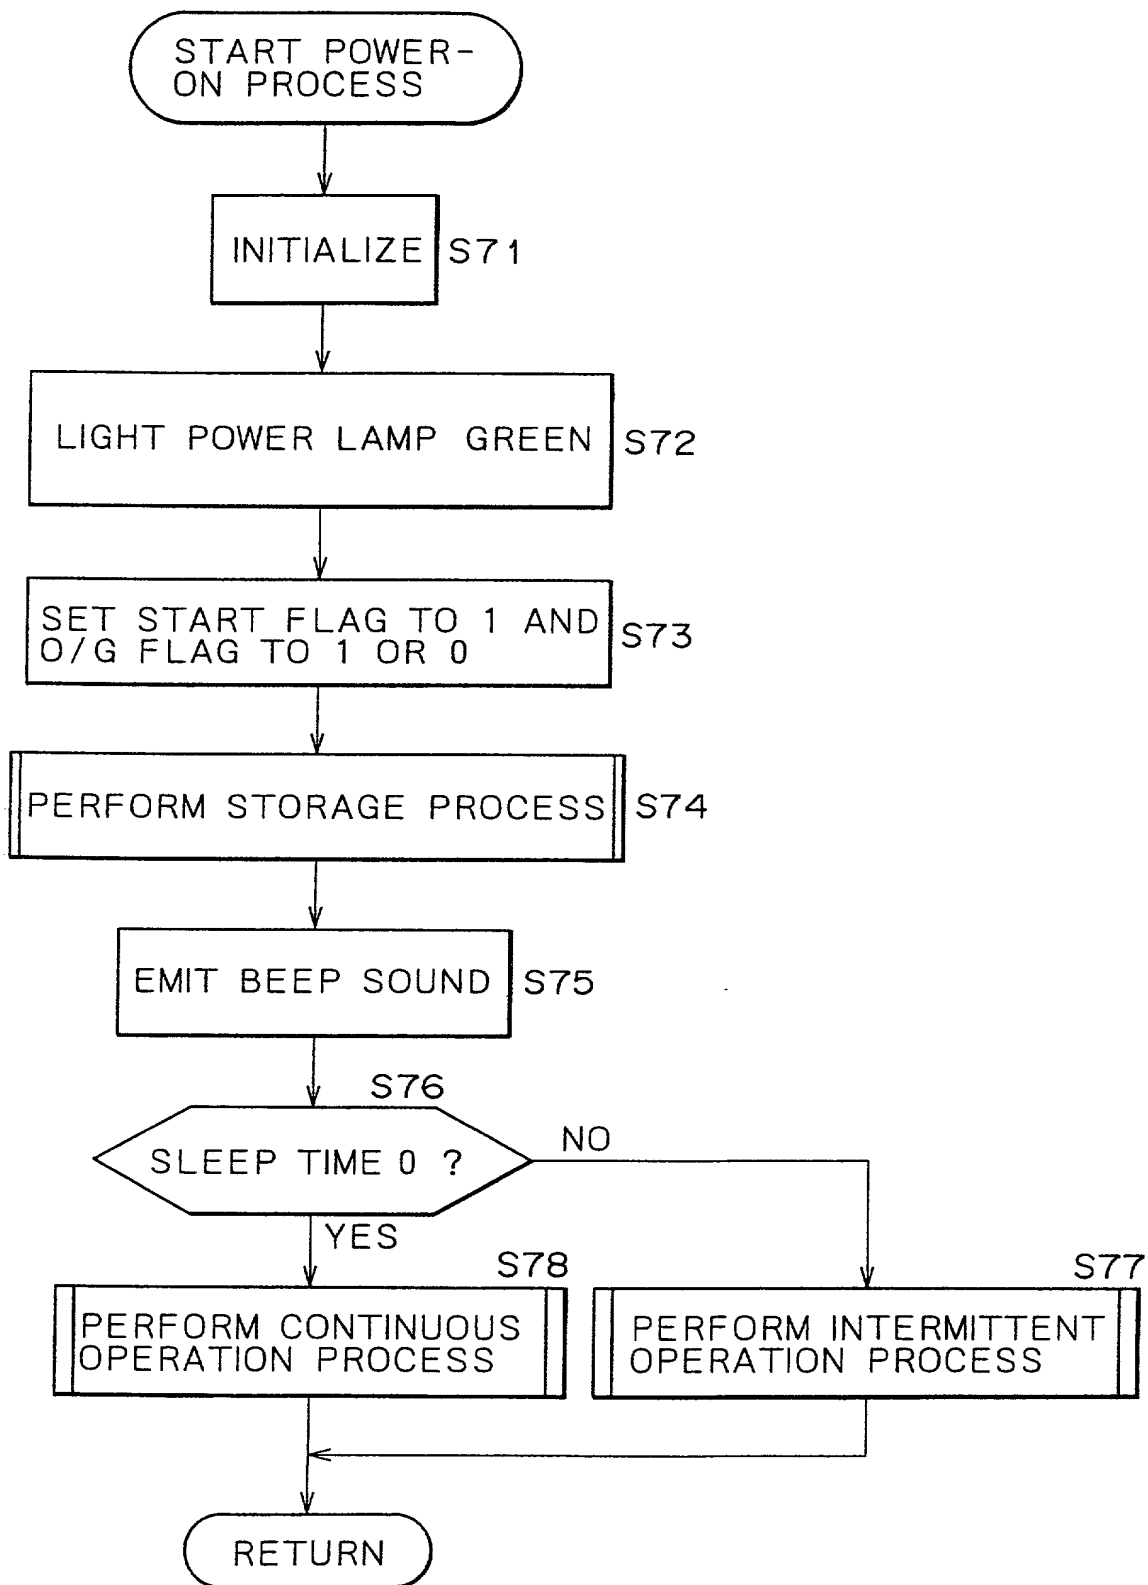 START POWER-
ON PROCESS
INITIALIZE
S71
LIGHT POWER LAMP GREEN
S72
SET START FLAG TO 1 AND
O/G FLAG TO 1 OR 0
S73
PERFORM STORAGE PROCESS
S74
EMIT BEEP SOUND
S75
S76
SLEEP TIME 0 ?
NO
YES
S78
PERFORM CONTINUOUS
OPERATION PROCESS
S77
PERFORM INTERMITTENT
OPERATION PROCESS
RETURN